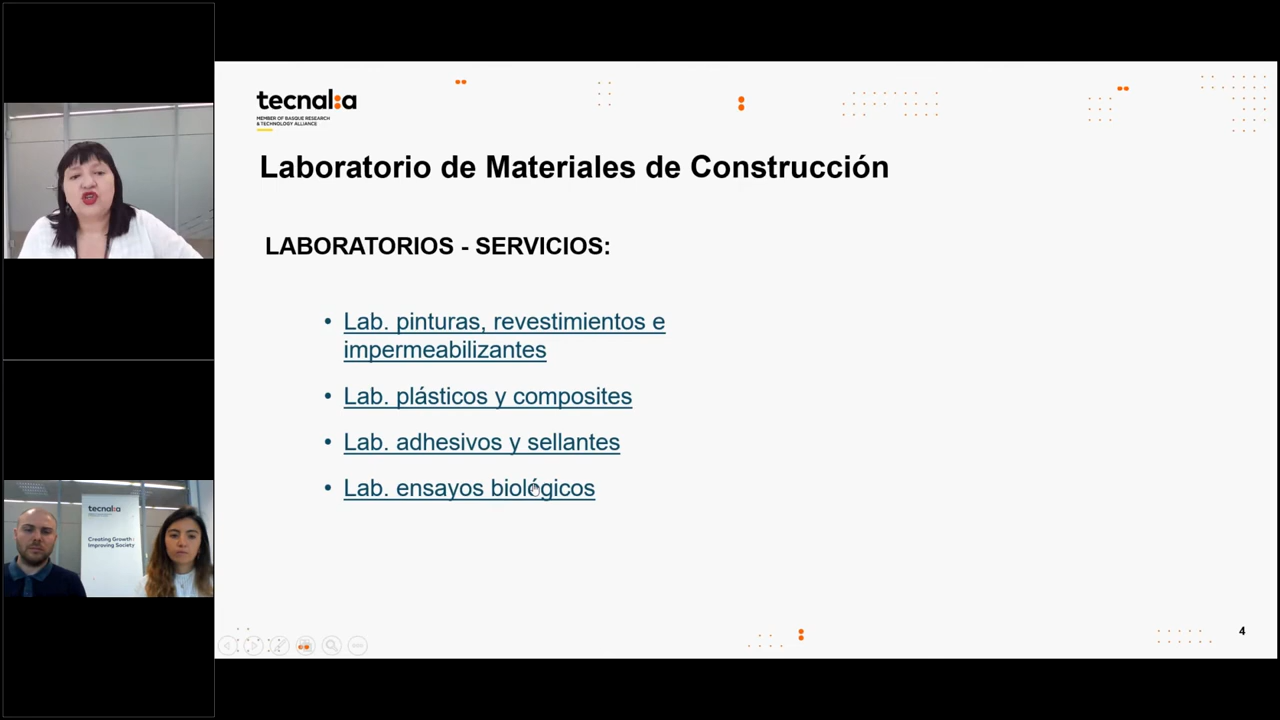 tecnal:a
MEMBER OF BASQUE RESEARCH
& TECHNOLOGY ALLIANCE
Laboratorio de Materiales de Construcción
LABORATORIOS - SERVICIOS:
• Lab. pinturas, revestimientos e
impermeabilizantes
• Lab. plásticos y composites
• Lab. adhesivos y sellantes
• Lab. ensayos biológicos
4
tecnal:a
Creating Growth
Improving Society